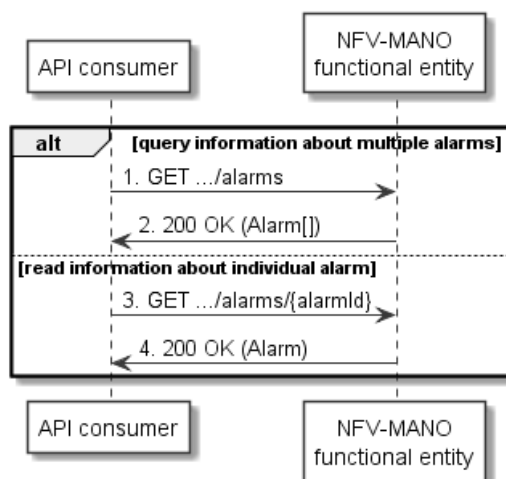 API consumer
NFV-MANO
functional entity
alt
[query information about multiple alarms]
1. GET .../alarms
2. 200 OK (Alarm[])
[read information about individual alarm]
3. GET .../alarms/{alarmId}
4. 200 OK (Alarm)
API consumer
NFV-MANO
functional entity